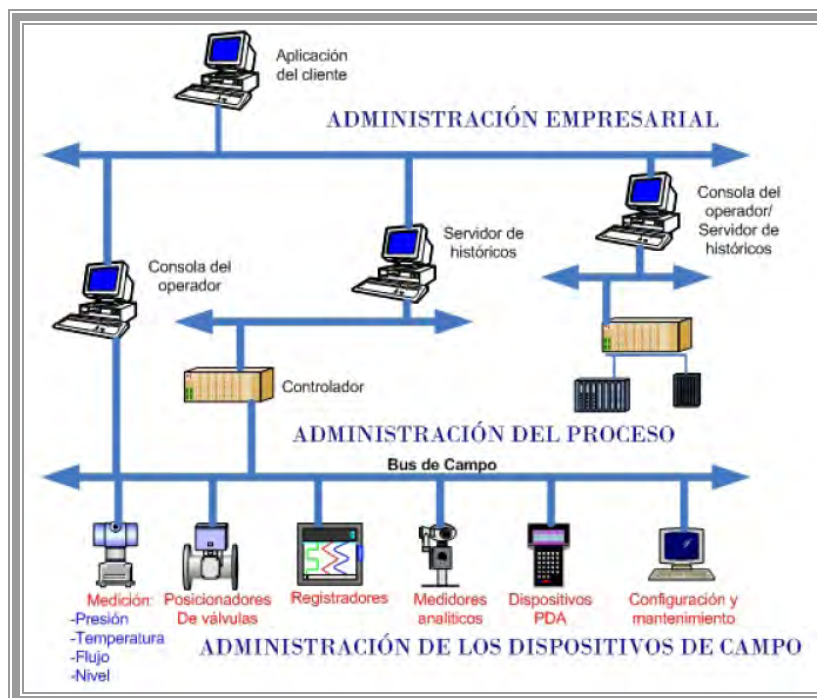 Aplicación
del cliente
ADMINISTRACIÓN EMPRESARIAL
Consola del
operador/
Servidor de
históricos
Servidor de
históricos
Consola del
operador
Controlador
ADMINISTRACIÓN DEL PROCESO
Bus de Campo
Medición:
-Presión
-Temperatura
-Flujo
-Nivel
Posicionadores
De válvulas
Registradores
Medidores
analíticos
Dispositivos
PDA
Configuración y
mantenimiento
ADMINISTRACIÓN DE LOS DISPOSITIVOS DE CAMPO